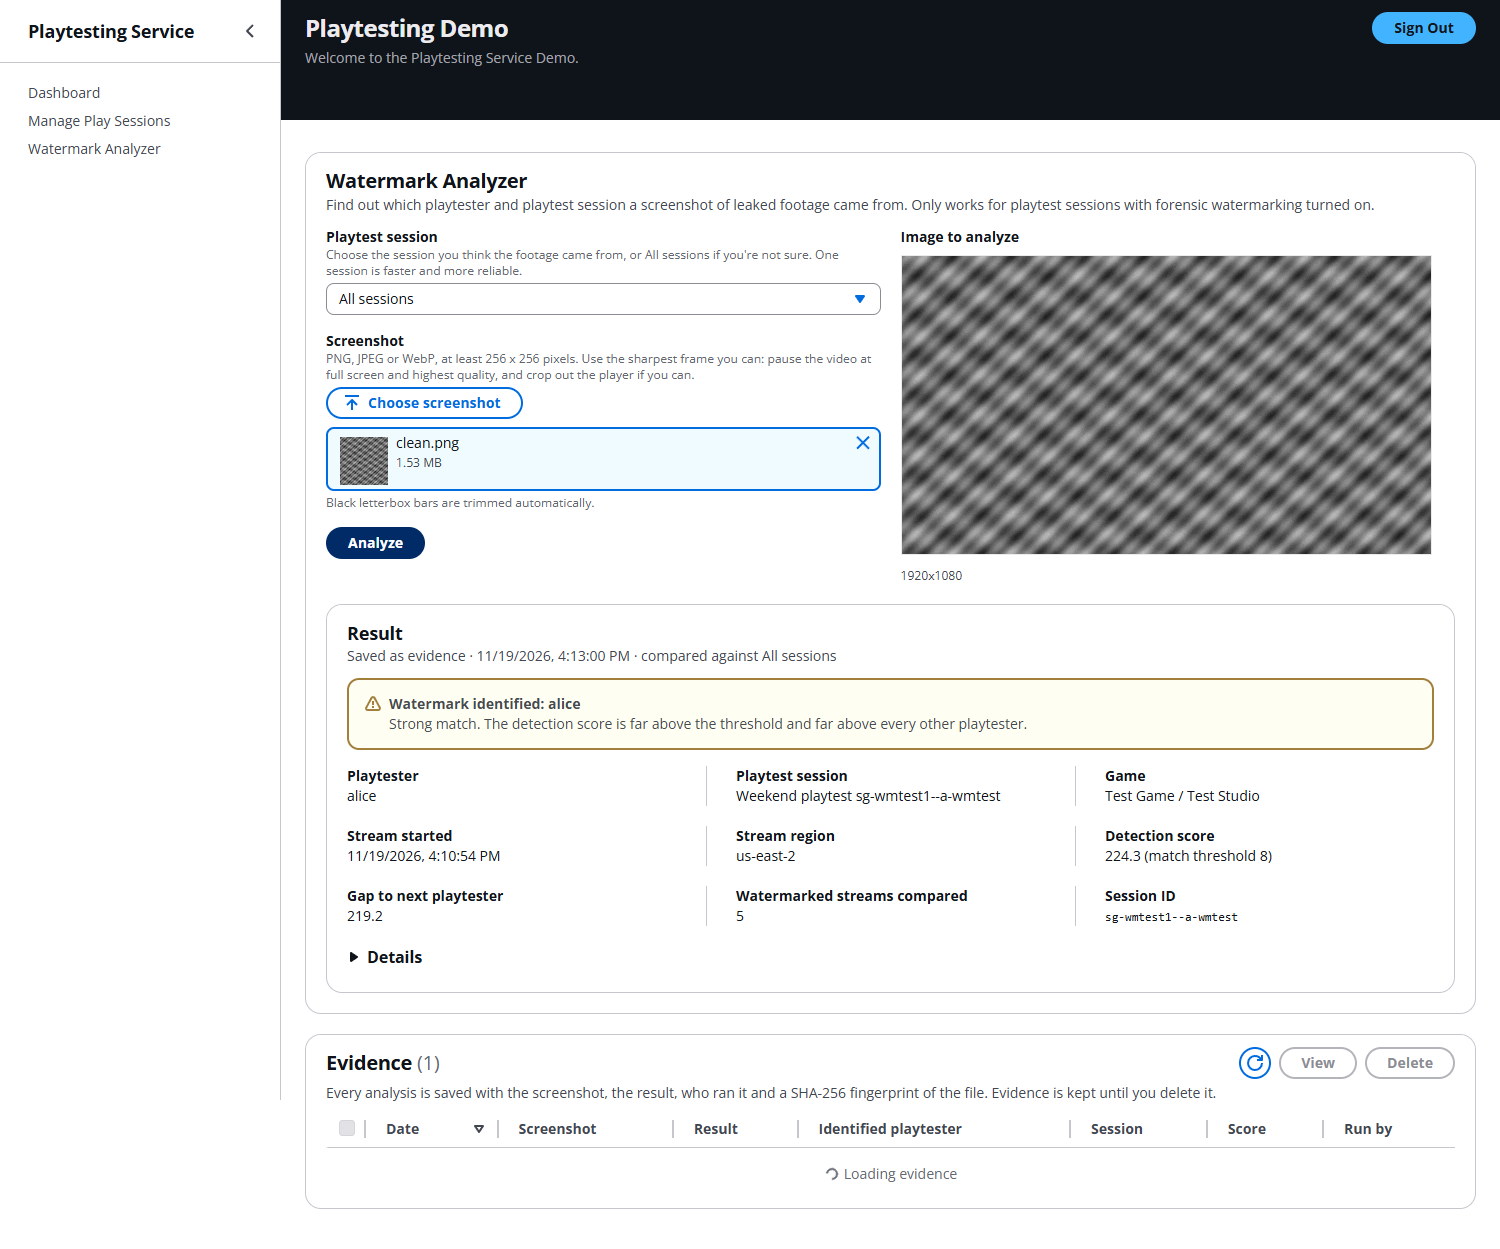 Playtesting Service
Dashboard
Manage Play Sessions
Watermark Analyzer
Playtesting Demo
Welcome to the Playtesting Service Demo.
Sign Out
Watermark Analyzer
Find out which playtester and playtest session a screenshot of leaked footage came from. Only works for playtest sessions with forensic watermarking turned on.
Playtest session
Choose the session you think the footage came from, or All sessions if you're not sure. One
session is faster and more reliable.
All sessions
Screenshot
PNG, JPEG or WebP, at least 256 x 256 pixels. Use the sharpest frame you can: pause the video at
full screen and highest quality, and crop out the player if you can.
Choose screenshot
clean.png
1.53 MB
Black letterbox bars are trimmed automatically.
Analyze
Image to analyze
1920x1080
Result
Saved as evidence · 11/19/2026, 4:13:00 PM · compared against All sessions
Watermark identified: alice
Strong match. The detection score is far above the threshold and far above every other playtester.
Playtester
alice
Playtest session
Weekend playtest sg-wmtest1--a-wmtest
Game
Test Game / Test Studio
Stream started
11/19/2026, 4:10:54 PM
Stream region
us-east-2
Detection score
224.3 (match threshold 8)
Gap to next playtester
219.2
Watermarked streams compared
5
Session ID
sg-wmtest1--a-wmtest
Details
Evidence (1)
View
Delete
Every analysis is saved with the screenshot, the result, who ran it and a SHA-256 fingerprint of the file. Evidence is kept until you delete it.
Date
Screenshot
Result
Identified playtester
Session
Score
Run by
Loading evidence